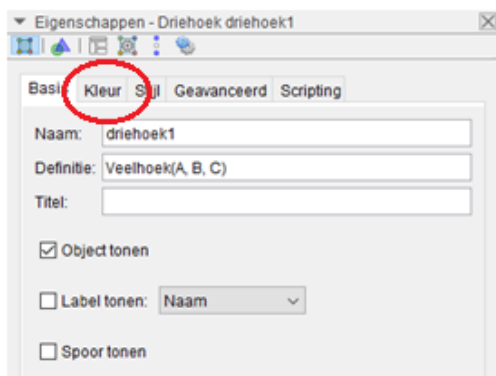 Eigenschappen - Driehoek driehoek1
Basis Kleur Stijl Geavanceerd Scripting
Naam: driehoek1
Definitie: Veelhoek(A, B, C)
Titel:
Object tonen
Label tonen: Naam
Spoor tonen